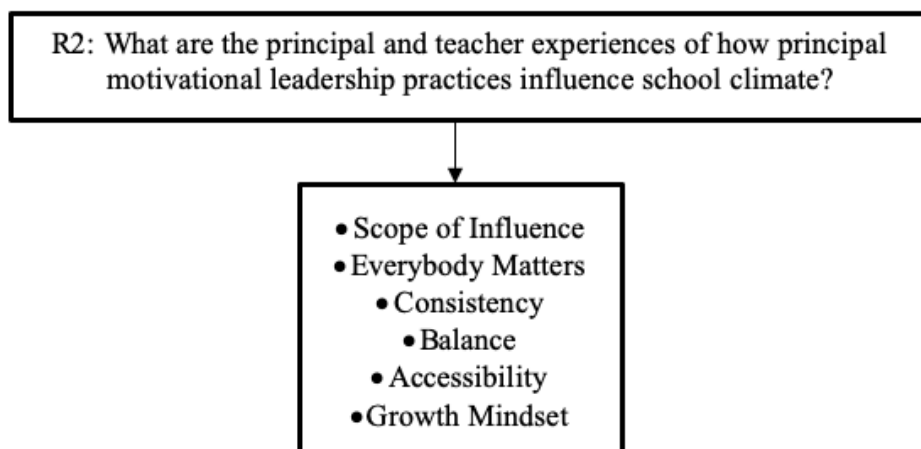 R2: What are the principal and teacher experiences of how principal
motivational leadership practices influence school climate?
• Scope of Influence
• Everybody Matters
• Consistency
• Balance
• Accessibility
• Growth Mindset